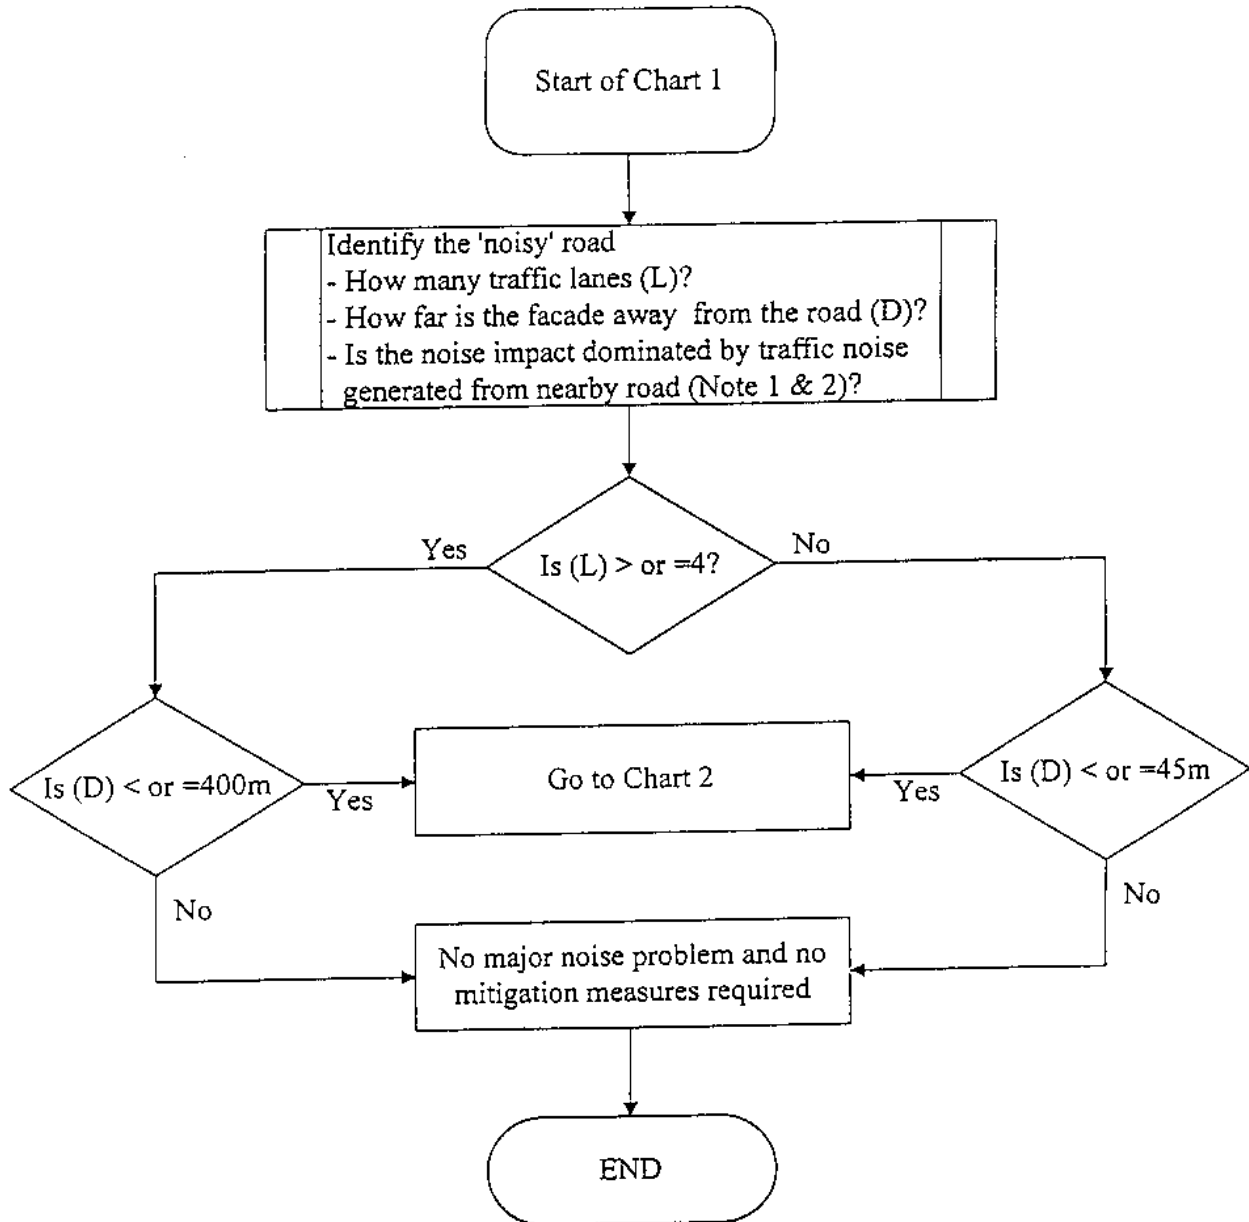 Start of Chart 1
Identify the 'noisy' road
- How many traffic lanes (L)?
- How far is the facade away from the road (D)?
- Is the noise impact dominated by traffic noise
generated from nearby road (Note 1 & 2)?
Yes
Is (L) > or =4?
No
Is (D) < or =400m
Yes
Go to Chart 2
Yes
Is (D) < or =45m
No
No major noise problem and no
mitigation measures required
No
END